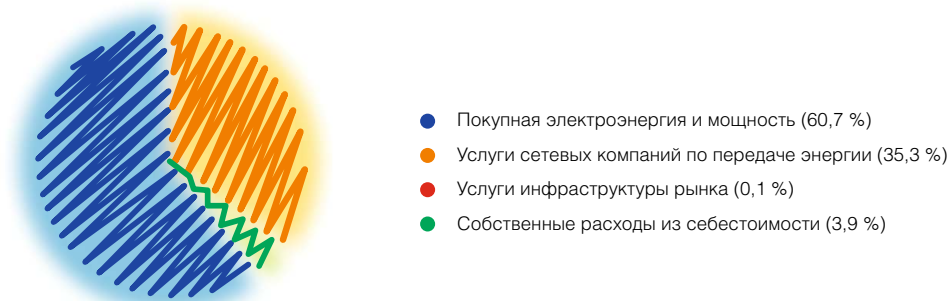 Покупная электроэнергия и мощность (60,7 %)
Услуги сетевых компаний по передаче энергии (35,3 %)
Услуги инфраструктуры рынка (0,1 %)
Собственные расходы из себестоимости (3,9 %)